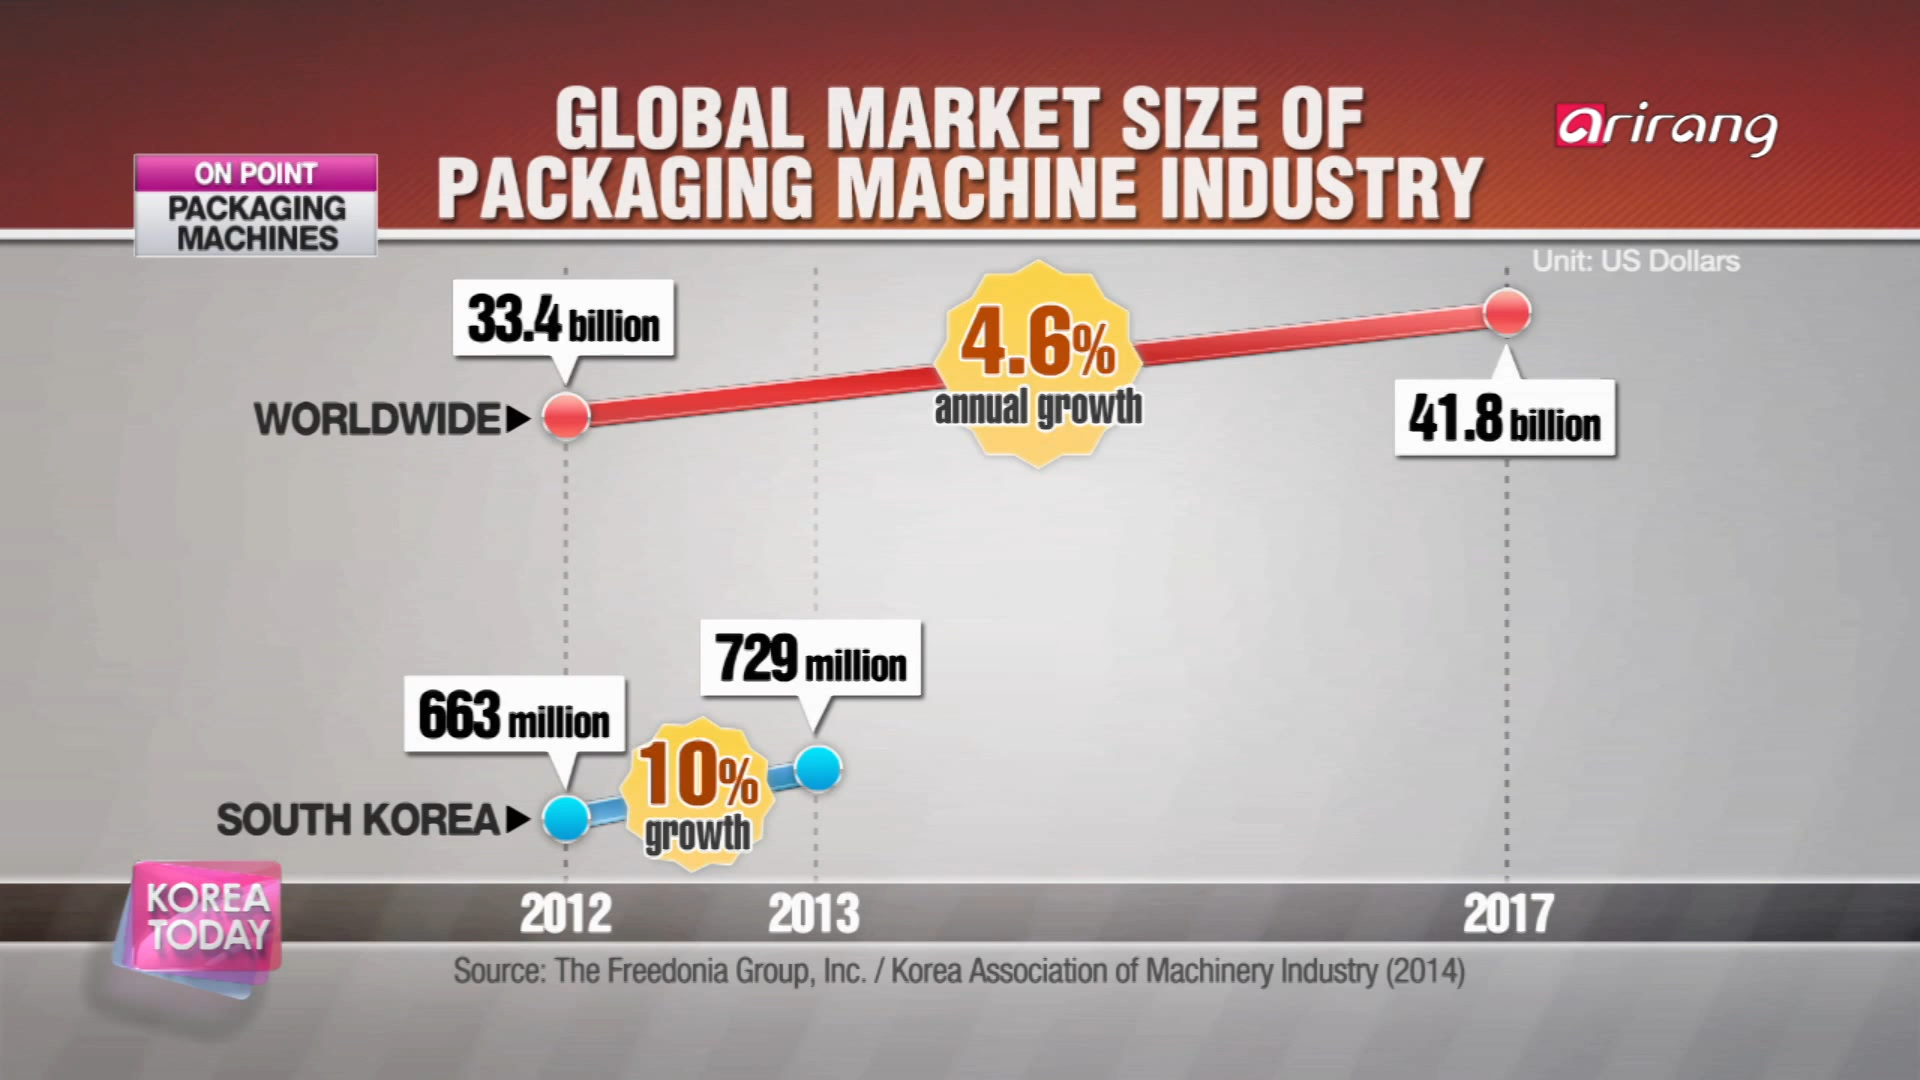 GLOBAL MARKET SIZE OF
PACKAGING MACHINE INDUSTRY
arirang
ON POINT
PACKAGING
MACHINES
Unit: US Dollars
33.4 billion
4.6%
annual growth
WORLDWIDE
41.8 billion
729 million
663 million
10%
growth
SOUTH KOREA
KOREA
TODAY
2012 2013 2017
Source: The Freedonia Group, Inc. / Korea Association of Machinery Industry (2014)